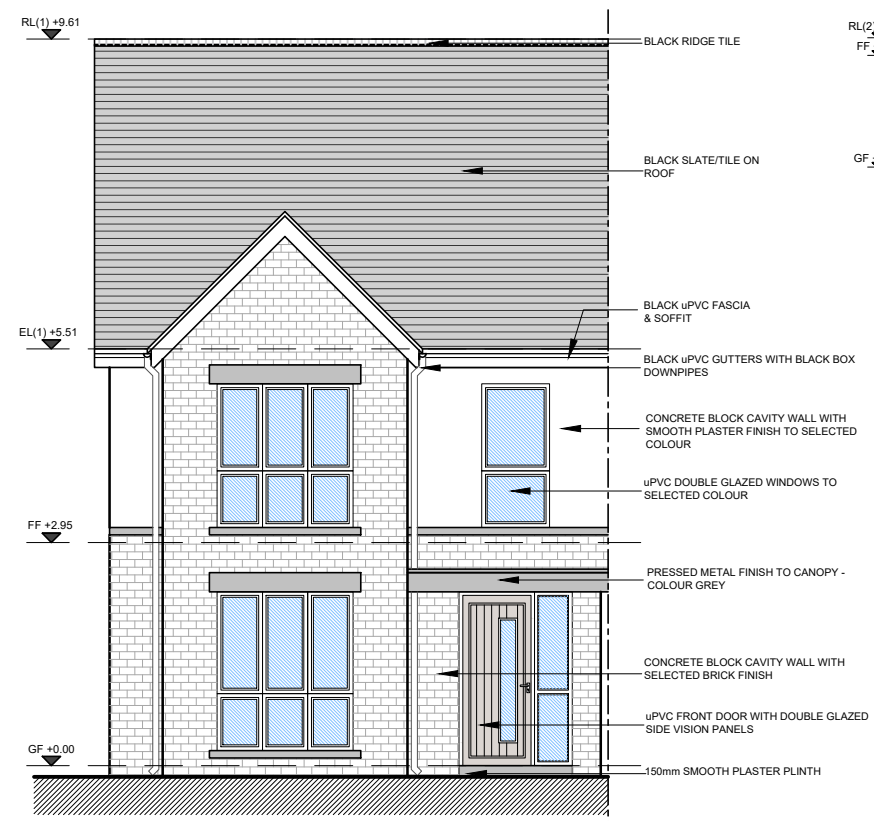 RL(1) +9.61
BLACK RIDGE TILE
BLACK SLATE/TILE ON
ROOF
BLACK uPVC FASCIA
& SOFFIT
EL(1) +5.51
BLACK uPVC GUTTERS WITH BLACK BOX
DOWNPIPES
CONCRETE BLOCK CAVITY WALL WITH
SMOOTH PLASTER FINISH TO SELECTED
COLOUR
uPVC DOUBLE GLAZED WINDOWS TO
SELECTED COLOUR
FF +2.95
PRESSED METAL FINISH TO CANOPY -
COLOUR GREY
CONCRETE BLOCK CAVITY WALL WITH
SELECTED BRICK FINISH
uPVC FRONT DOOR WITH DOUBLE GLAZED
SIDE VISION PANELS
GF +0.00
150mm SMOOTH PLASTER PLINTH
RL(2)
FF
GF